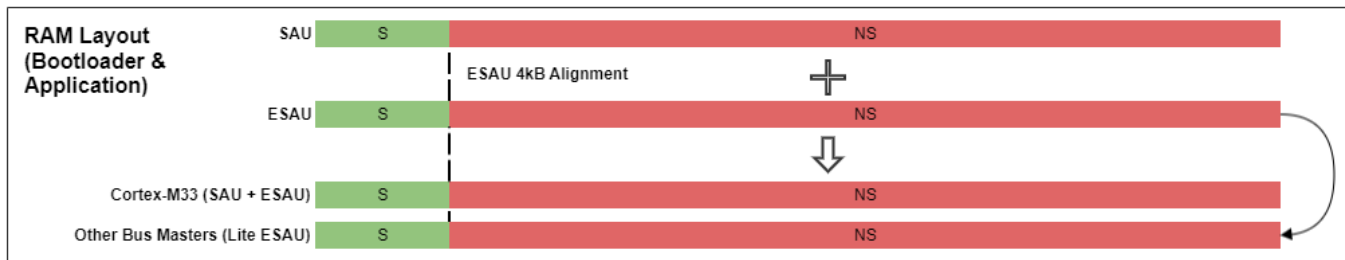 RAM Layout
(Bootloader &
Application)
SAU
S
NS
ESAU 4kB Alignment
ESAU
S
NS
Cortex-M33 (SAU + ESAU)
S
NS
Other Bus Masters (Lite ESAU)
S
NS